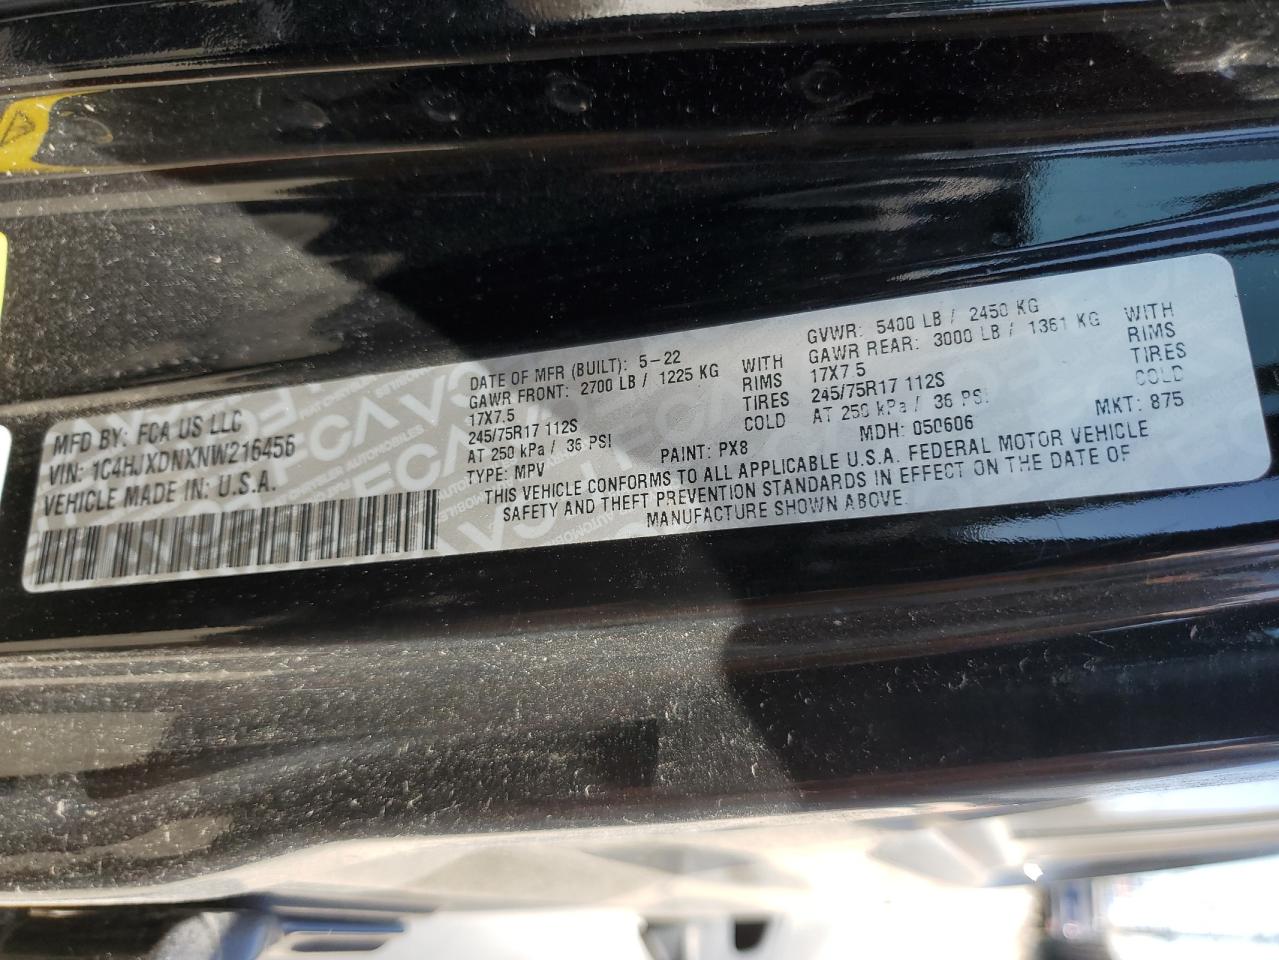 MFD BY: FCA US LLC
VIN: 1C4HJXDNXNW216456
VEHICLE MADE IN: U.S.A.
DATE OF MFR (BUILT): 5-22
GAWR FRONT: 2700 LB / 1225 KG WITH
17X7.5 RIMS
245/75R17 112S TIRES
AT 250 kPa / 36 PSI COLD
TYPE: MPV PAINT: PX8
GVWR: 5400 LB / 2450 KG
GAWR REAR: 3000 LB / 1361 KG WITH
17X7.5 RIMS
245/75R17 112S TIRES
AT 250 kPa / 36 PSI COLD
MDH: 050606 MKT: 875
THIS VEHICLE CONFORMS TO ALL APPLICABLE U.S.A. FEDERAL MOTOR VEHICLE
SAFETY AND THEFT PREVENTION STANDARDS IN EFFECT ON THE DATE OF
MANUFACTURE SHOWN ABOVE.